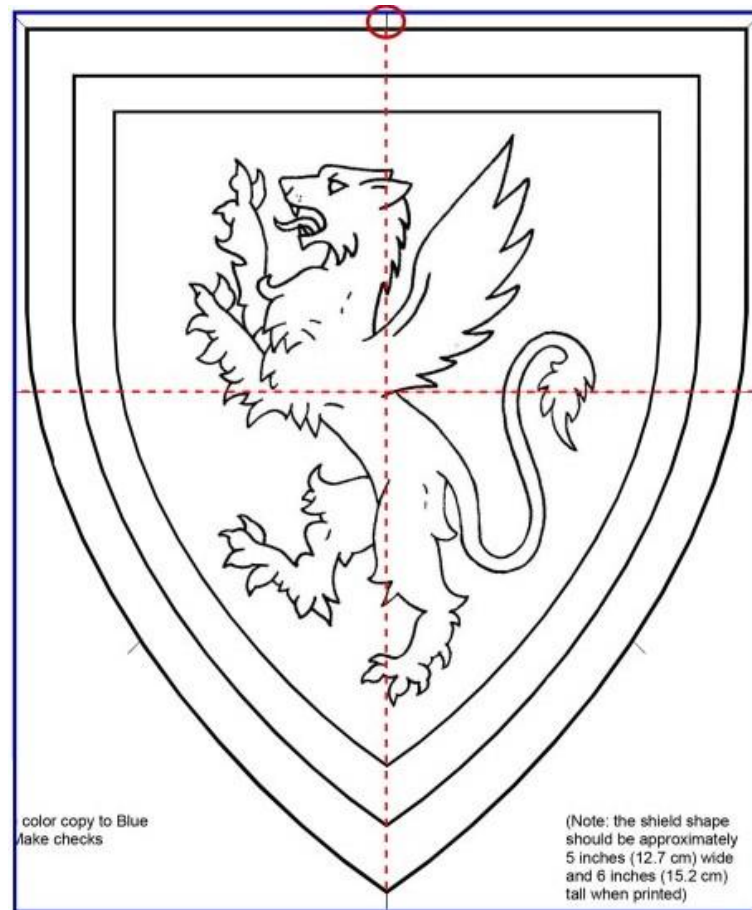 color copy to Blue
Make checks
(Note: the shield shape
should be approximately
5 inches (12.7 cm) wide
and 6 inches (15.2 cm)
tall when printed)